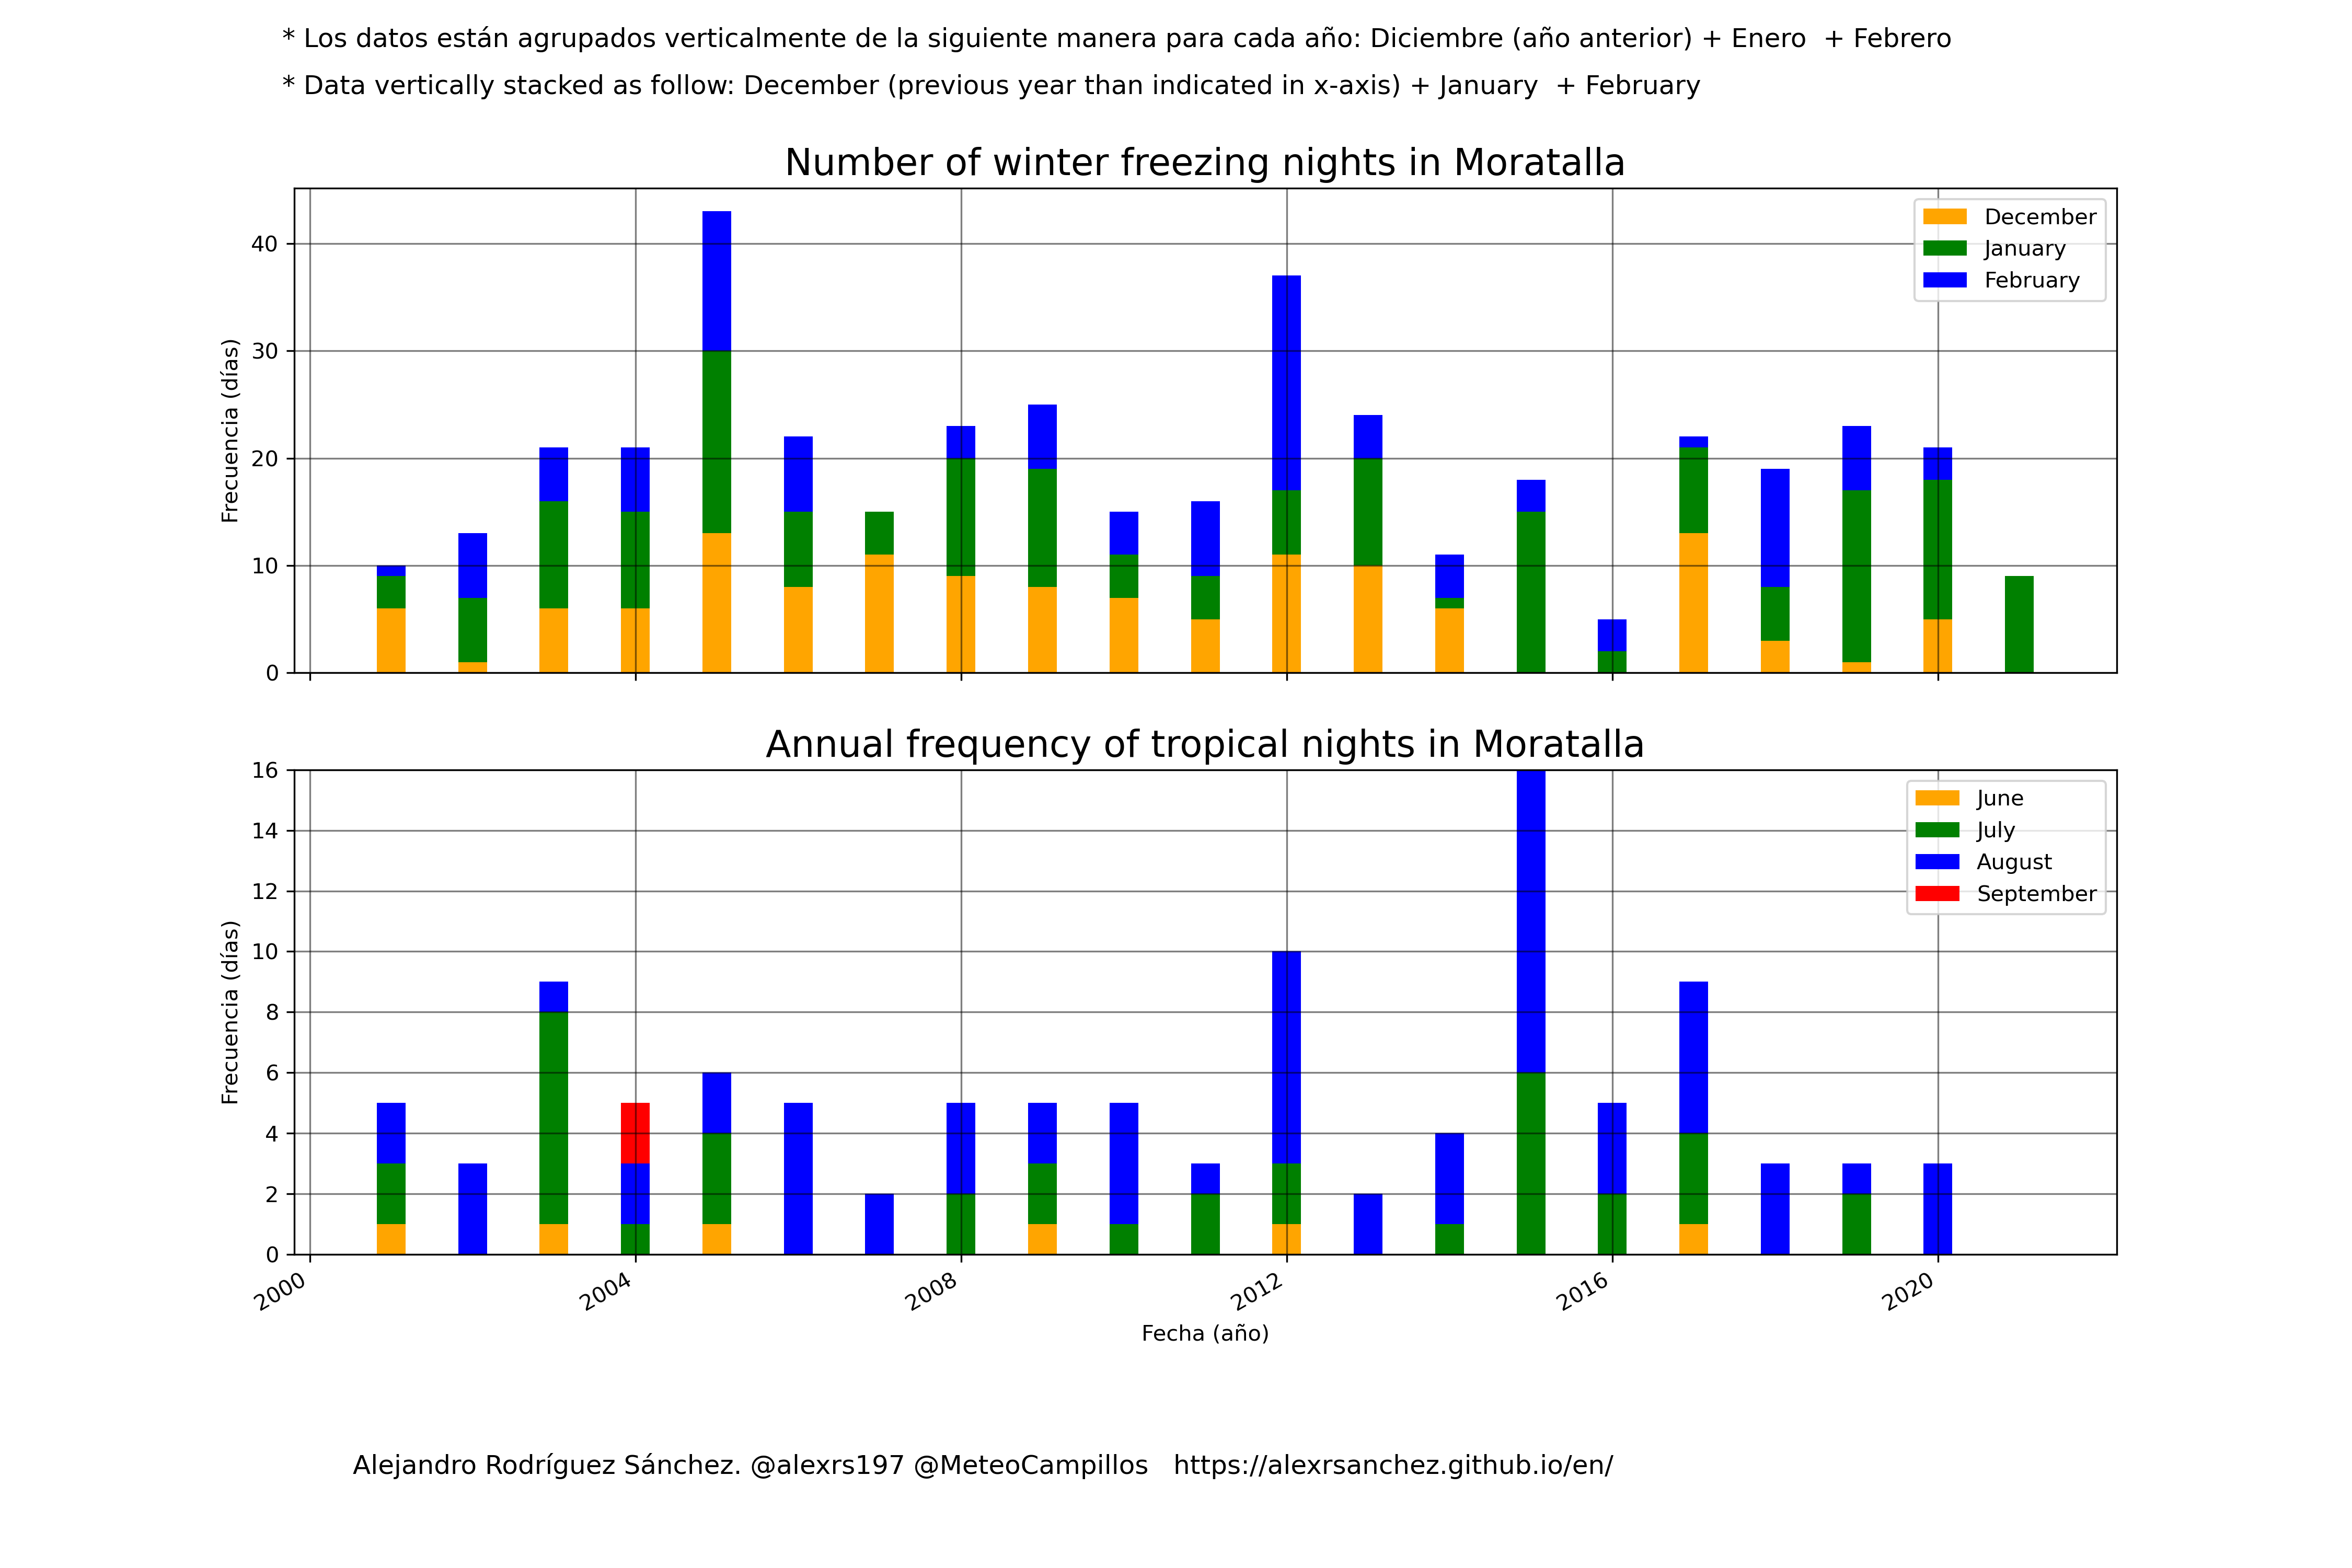 * Los datos están agrupados verticalmente de la siguiente manera para cada año: Diciembre (año anterior) + Enero  + Febrero
* Data vertically stacked as follow: December (previous year than indicated in x-axis) + January  + February
Number of winter freezing nights in Moratalla
December
January
February
Frecuencia (días)
40
30
20
10
0
Annual frequency of tropical nights in Moratalla
June
July
August
September
Frecuencia (días)
16
14
12
10
8
6
4
2
0
2000 2004 2008 2012 2016 2020
Fecha (año)
Alejandro Rodríguez Sánchez. @alexrs197 @MeteoCampillos   https://alexrsanchez.github.io/en/